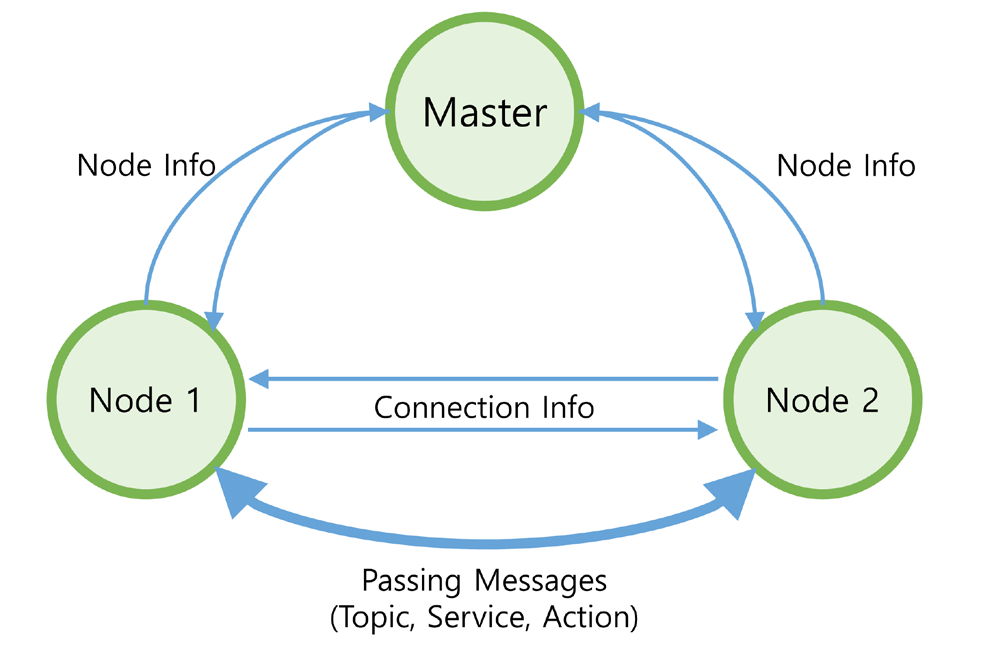 Master
Node Info
Node Info
Node 1
Connection Info
Node 2
Passing Messages
(Topic, Service, Action)